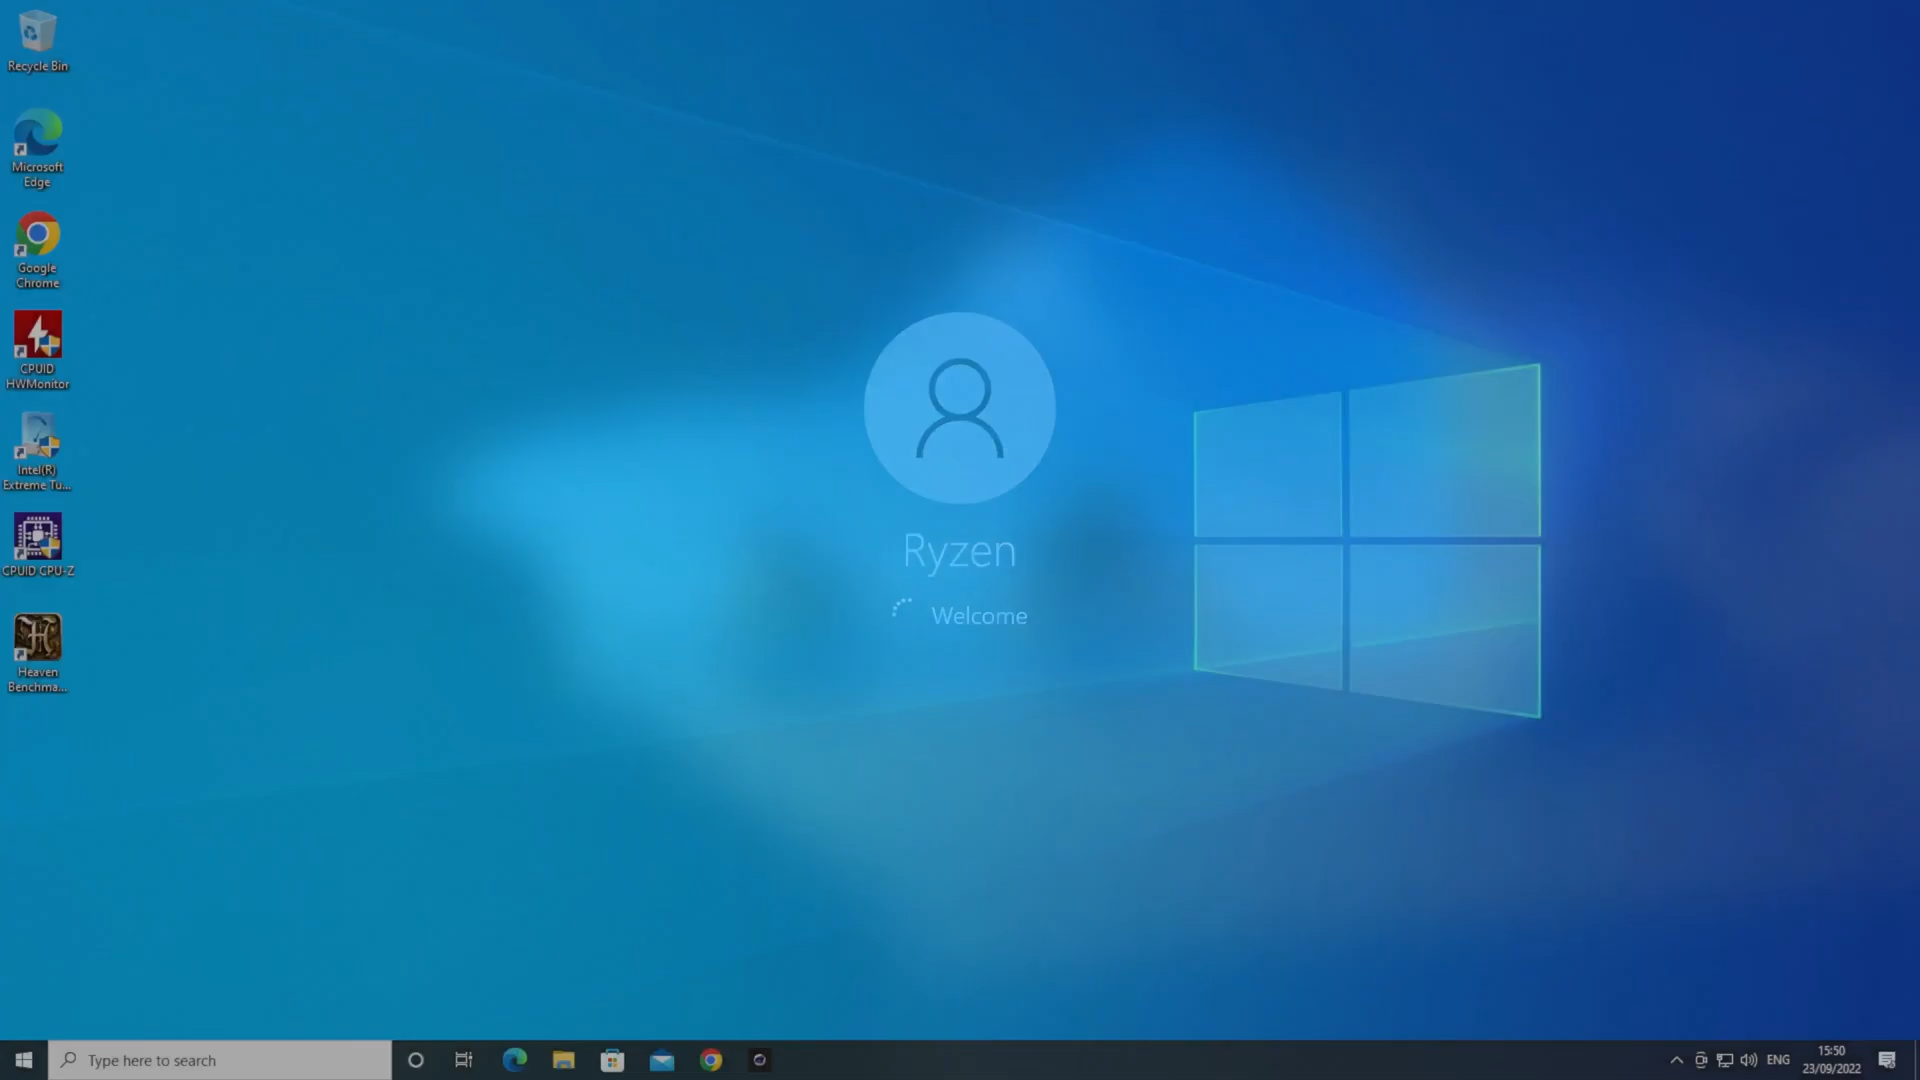 Recycle Bin
Microsoft
Edge
Google
Chrome
CPUID
HWMonitor
Intel(R)
Extreme Tu...
CPUID CPU-Z
Heaven
Benchma...
Ryzen
Welcome
Type here to search
ENG
15:50
23/09/2022